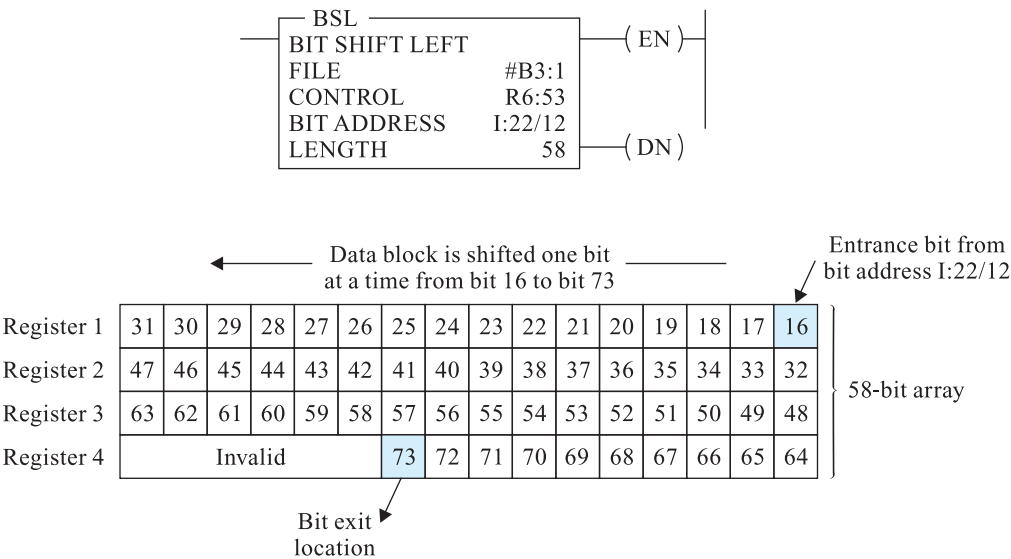 BSL
BIT SHIFT LEFT
FILE #B3:1
CONTROL R6:53
BIT ADDRESS I:22/12
LENGTH 58
( EN )
( DN )
Data block is shifted one bit
at a time from bit 16 to bit 73
Entrance bit from
bit address I:22/12
Register 1 31 30 29 28 27 26 25 24 23 22 21 20 19 18 17 16
Register 2 47 46 45 44 43 42 41 40 39 38 37 36 35 34 33 32
Register 3 63 62 61 60 59 58 57 56 55 54 53 52 51 50 49 48
Register 4 Invalid 73 72 71 70 69 68 67 66 65 64
58-bit array
Bit exit
location